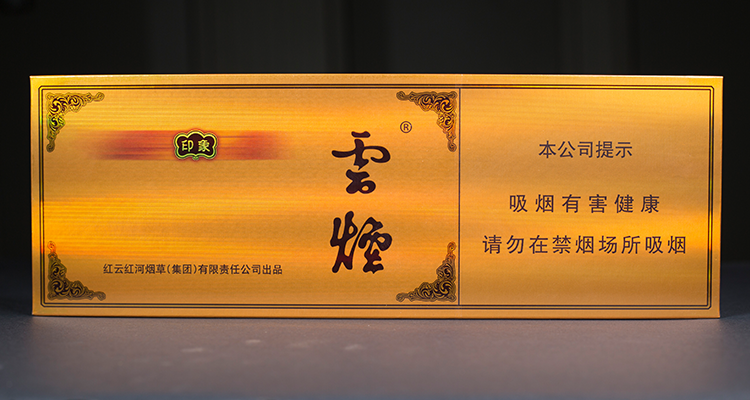 印象
雲煙
®
红云红河烟草(集团)有限责任公司出品
本公司提示
吸烟有害健康
请勿在禁烟场所吸烟